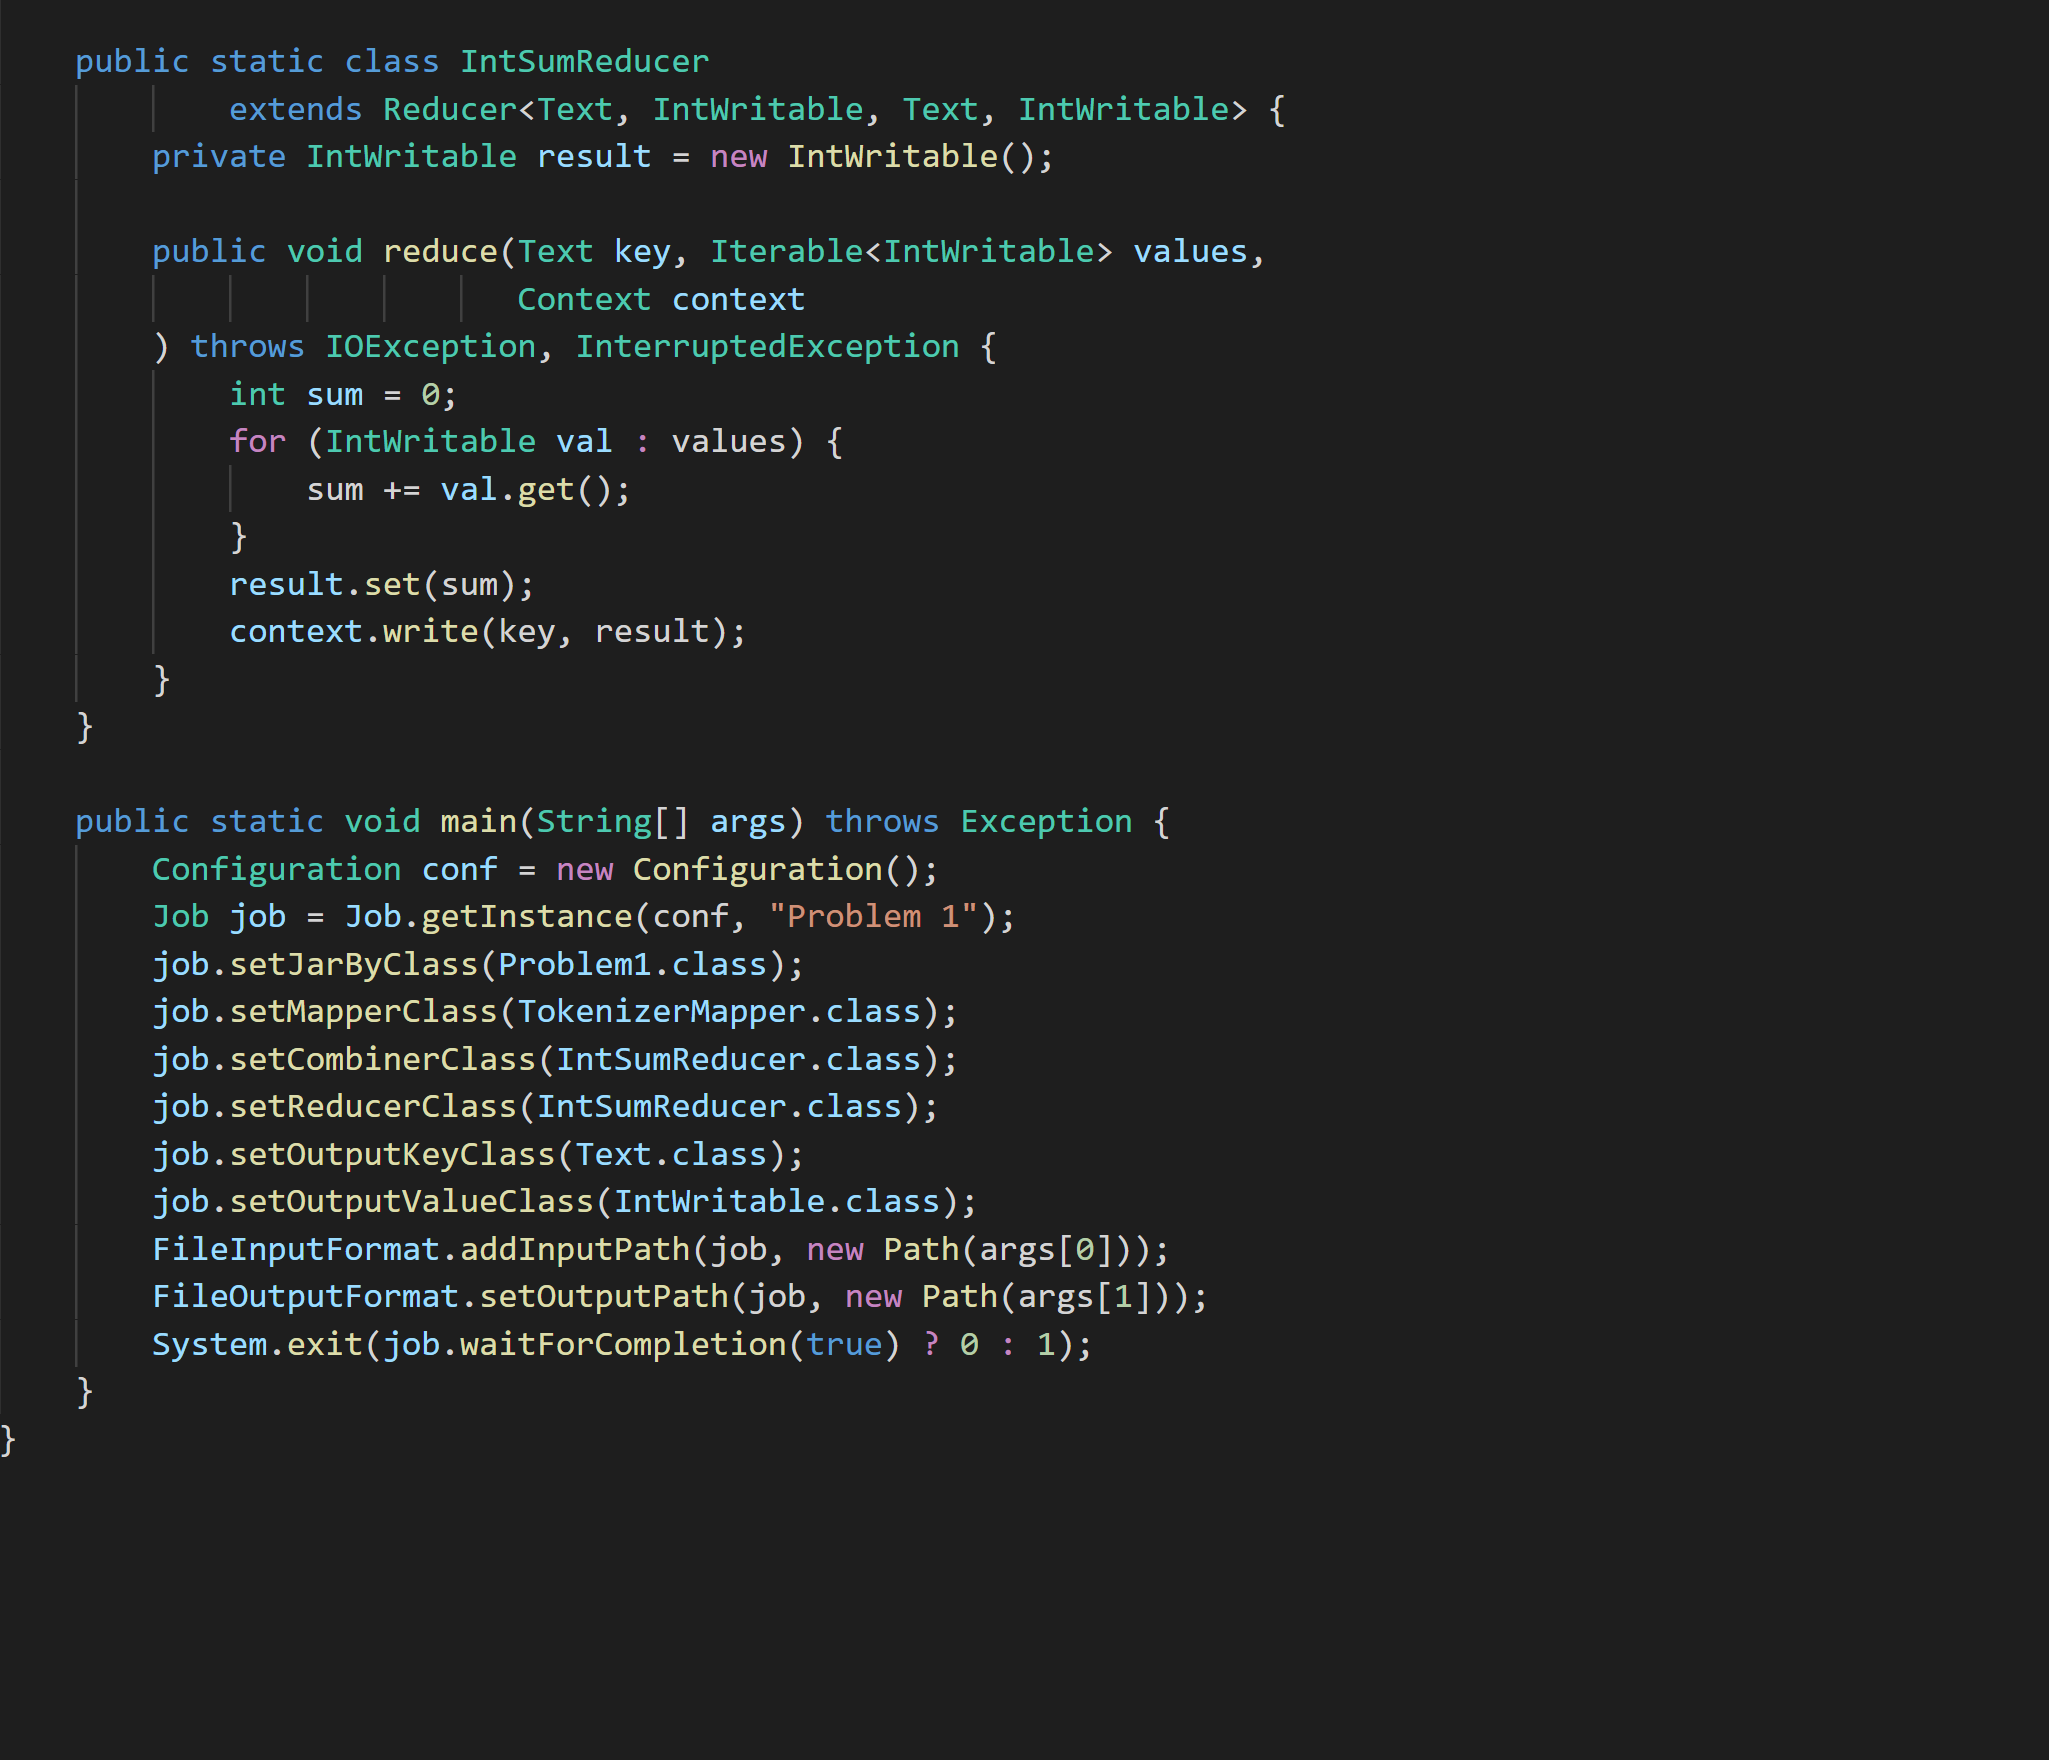 public static class IntSumReducer
extends Reducer<Text, IntWritable, Text, IntWritable> {
private IntWritable result = new IntWritable();
public void reduce(Text key, Iterable<IntWritable> values,
Context context
) throws IOException, InterruptedException {
int sum = 0;
for (IntWritable val : values) {
sum += val.get();
}
result.set(sum);
context.write(key, result);
}
}
public static void main(String[] args) throws Exception {
Configuration conf = new Configuration();
Job job = Job.getInstance(conf, "Problem 1");
job.setJarByClass(Problem1.class);
job.setMapperClass(TokenizerMapper.class);
job.setCombinerClass(IntSumReducer.class);
job.setReducerClass(IntSumReducer.class);
job.setOutputKeyClass(Text.class);
job.setOutputValueClass(IntWritable.class);
FileInputFormat.addInputPath(job, new Path(args[0]));
FileOutputFormat.setOutputPath(job, new Path(args[1]));
System.exit(job.waitForCompletion(true) ? 0 : 1);
}
}